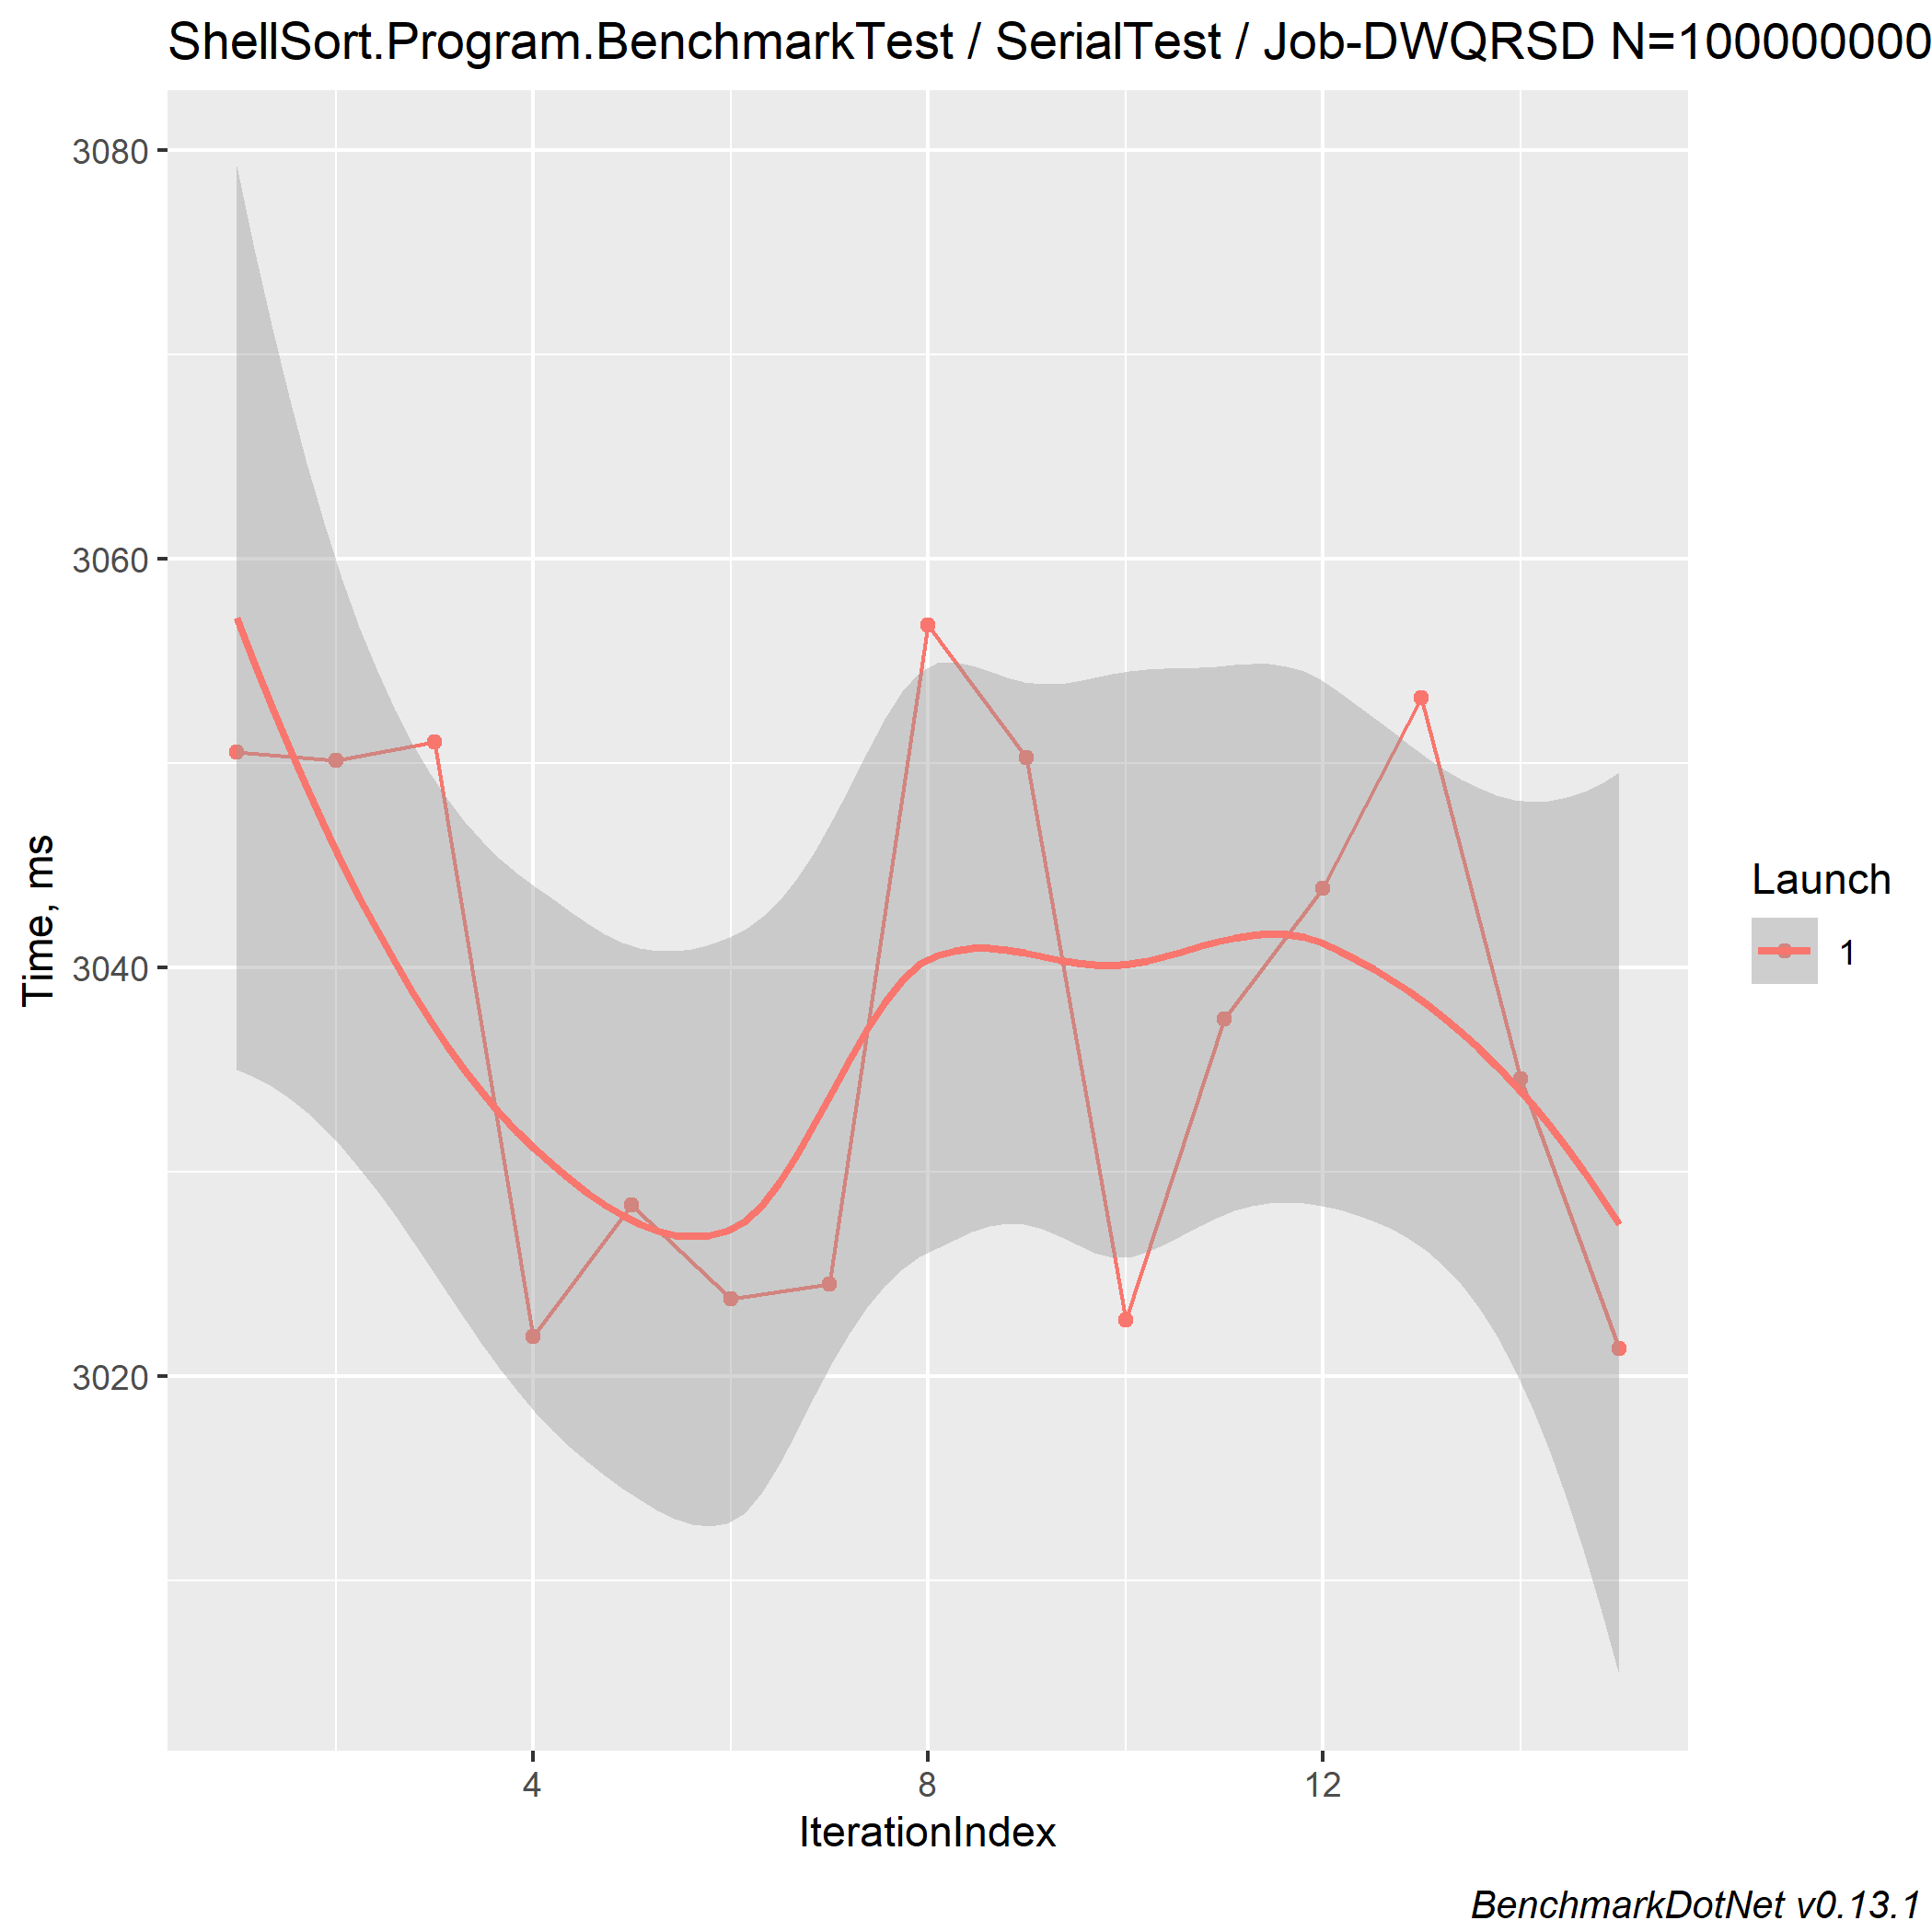 ShellSort.Program.BenchmarkTest / SerialTest / Job-DWQRSD N=100000000
Time, ms
3080
3060
3040
3020
4 8 12
IterationIndex
Launch
1
BenchmarkDotNet v0.13.1